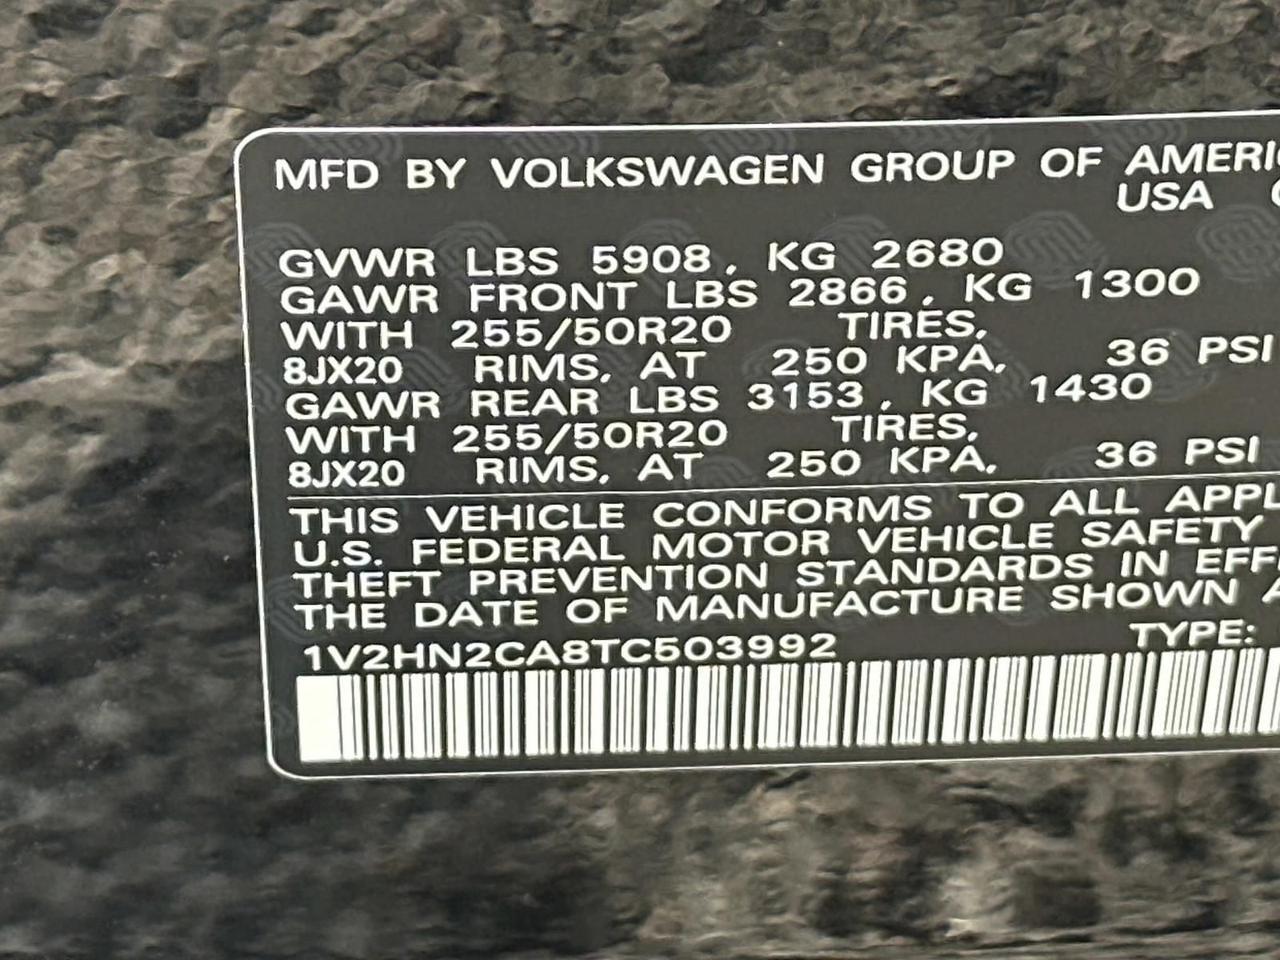 MFD BY VOLKSWAGEN GROUP OF AMERI
USA
GVWR LBS 5908, KG 2680
GAWR FRONT LBS 2866, KG 1300
WITH 255/50R20 TIRES,
8JX20 RIMS, AT 250 KPA, 36 PSI
GAWR REAR LBS 3153, KG 1430
WITH 255/50R20 TIRES,
8JX20 RIMS, AT 250 KPA, 36 PSI
THIS VEHICLE CONFORMS TO ALL APPL
U.S. FEDERAL MOTOR VEHICLE SAFETY
THEFT PREVENTION STANDARDS IN EFF
THE DATE OF MANUFACTURE SHOWN A
1V2HN2CA8TC503992 TYPE: